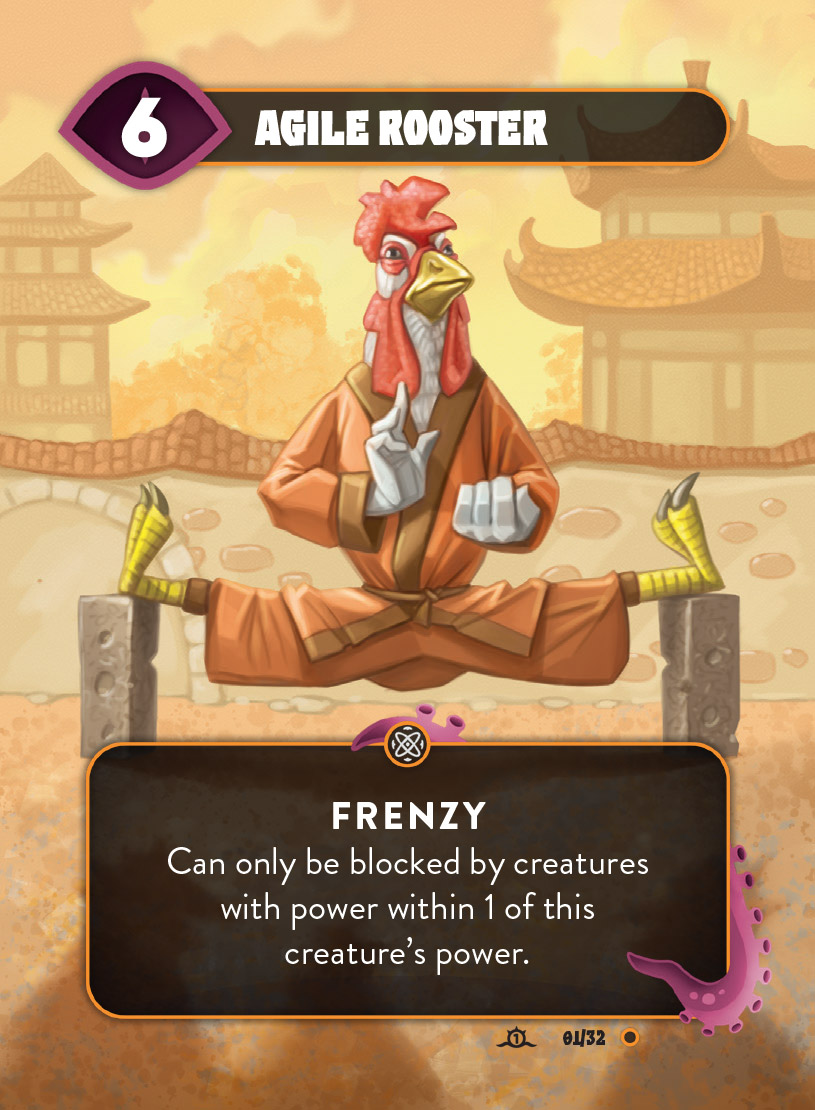 6
AGILE ROOSTER
FRENZY
Can only be blocked by creatures
with power within 1 of this
creature's power.
1 01/32